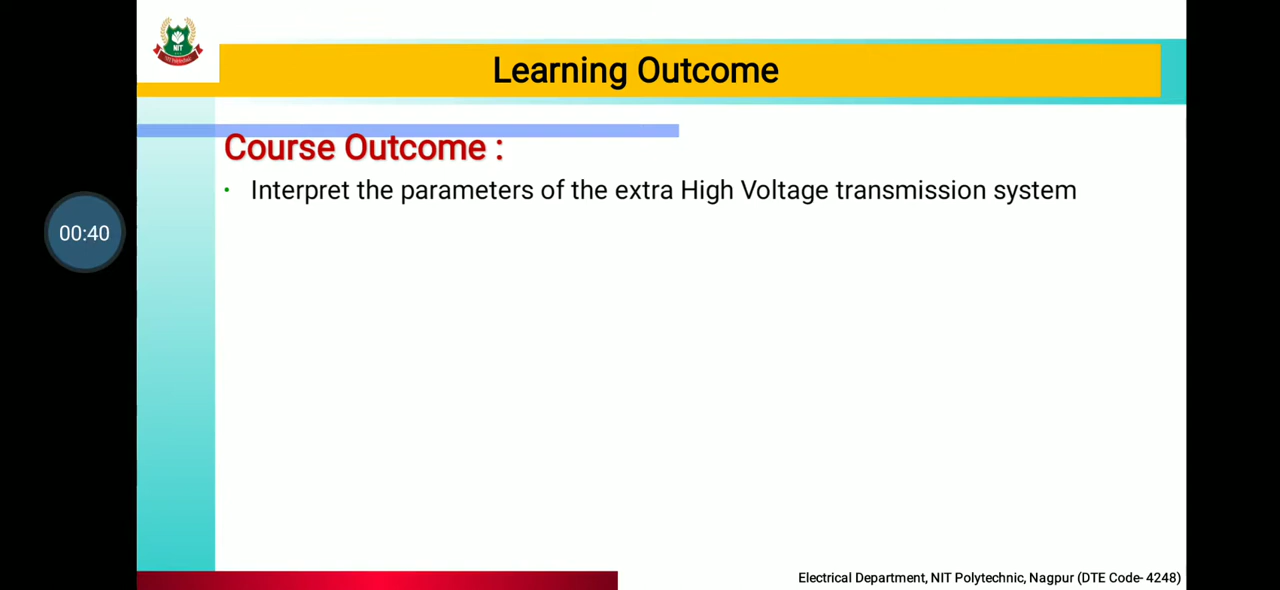 NIT
Learning Outcome
Course Outcome :
• Interpret the parameters of the extra High Voltage transmission system
00:40
Electrical Department, NIT Polytechnic, Nagpur (DTE Code- 4248)